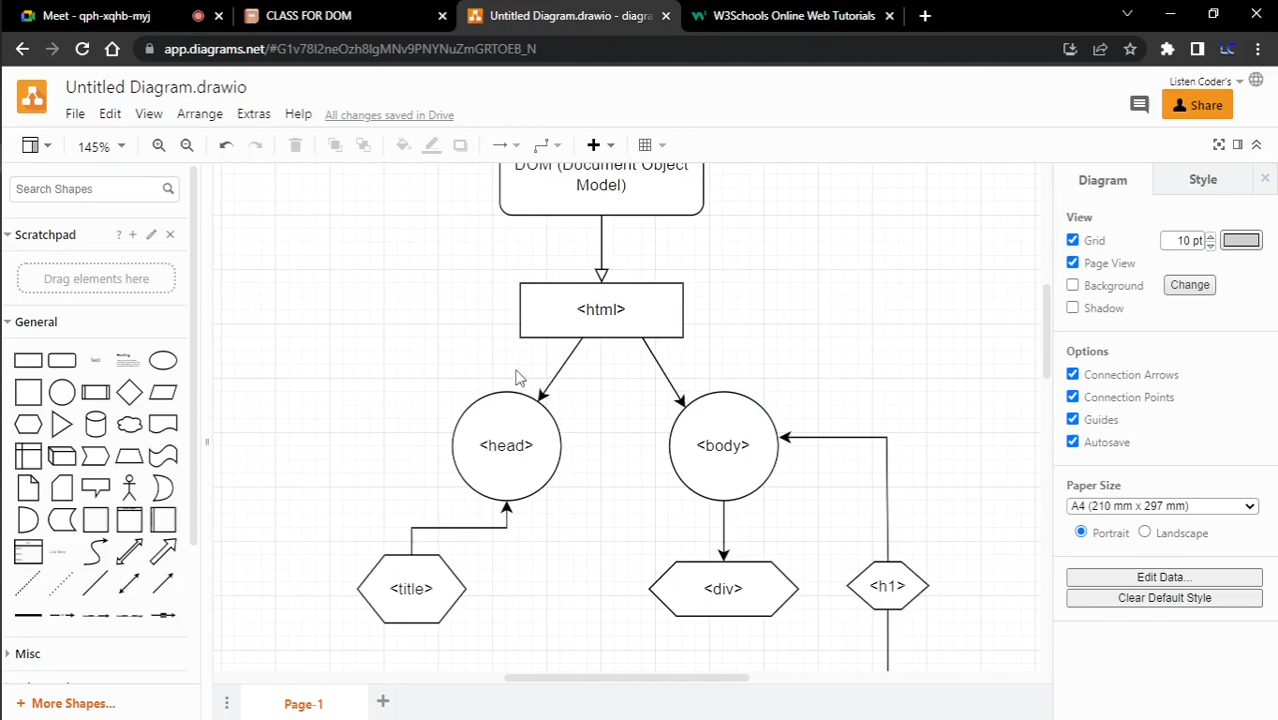 Meet - qph-xqhb-myj
CLASS FOR DOM
Untitled Diagram.drawio - diagra
W3Schools Online Web Tutorials
app.diagrams.net/#G1v78I2neOzh8lgMNv9PNYNuZmGRTOEB_N
Untitled Diagram.drawio
Listen Coder's
File Edit View Arrange Extras Help All changes saved in Drive
Share
145%
Search Shapes
Scratchpad
?
Drag elements here
General
Text
Heading
Misc
+ More Shapes...
DOM (Document Object
Model)
<html>
<head>
<body>
<title>
<div>
<h1>
Page-1
Diagram
Style
View
Grid
10 pt
Page View
Background
Change
Shadow
Options
Connection Arrows
Connection Points
Guides
Autosave
Paper Size
A4 (210 mm x 297 mm)
Portrait
Landscape
Edit Data...
Clear Default Style